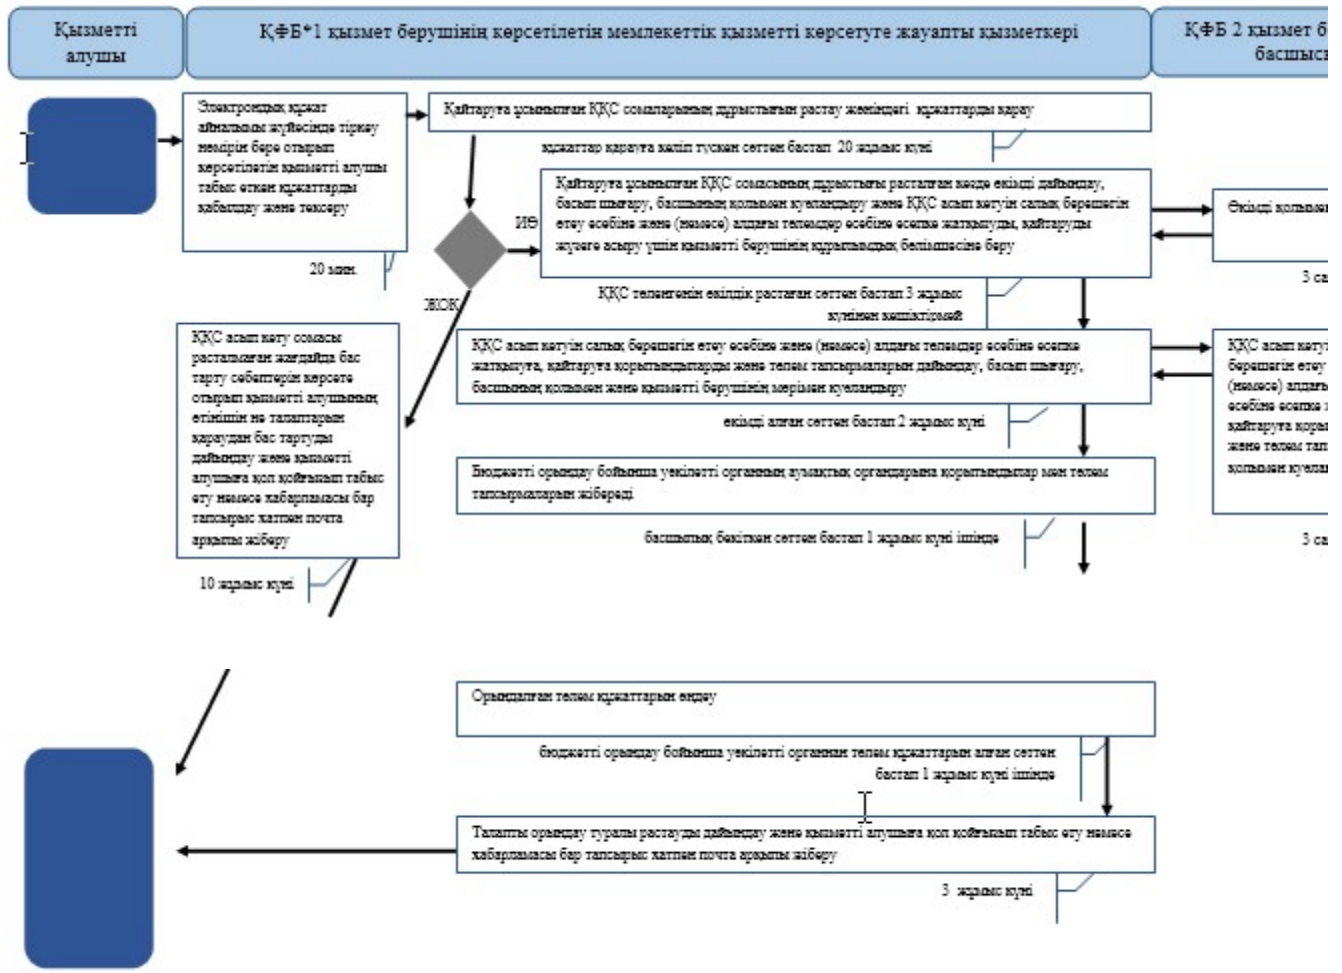 Қызметті
алушы
ҚФБ*1 қызмет берушінің көрсетілетін мемлекеттік қызметті көрсетуге жауапты қызметкері
ҚФБ 2 қызмет б
басшысы
Электрондық құжат
айналымы жүйесінде тіркеу
нөмірін бере отырып
көрсетілетін қызметті алушы
табыс еткен құжаттарды
қабылдау және тексеру
20 мин.
Қайтаруға ұсынылған ҚҚС сомаларының дұрыстығын растау жөніндегі құжаттарды қарау
құжаттар қарауға келіп түскен сәттен бастап 20 жұмыс күні
ИӘ
Қайтаруға ұсынылған ҚҚС сомасының дұрыстығы расталған кезде өкімді дайындау,
басып шығару, басшының қолымен куәландыру және ҚҚС асып кетуін салық берешегін
өтеу есебіне және (немесе) алдағы төлемдер есебіне есепке жатқызуды, қайтаруды
жүзеге асыру үшін қызметті берушінің құрылымдық бөлімшесіне беру
Өкімді қолымен
3 са
ҚҚС төленгенін өкілдік растаған сәттен бастап 3 жұмыс
күнінен кешіктірмей
ЖОҚ
ҚҚС асып кету сомасы
расталмаған жағдайда бас
тарту себептерін көрсете
отырып қызметті алушының
өтінішін не талаптарын
қараудан бас тартуды
дайындау және қызметті
алушыға қол қойғызып табыс
ету немесе хабарламасы бар
тапсырыс хатпен почта
арқылы жіберу
10 жұмыс күні
ҚҚС асып кетуін салық берешегін өтеу есебіне және (немесе) алдағы төлемдер есебіне есепке
жатқызуға, қайтаруға қорытындыларды және төлем тапсырмаларын дайындау, басып шығару,
басшының қолымен және қызметті берушінің мөрімен куәландыру
өкімді алған сәттен бастап 2 жұмыс күні
ҚҚС асып кетуі
берешегін өтеу
(немесе) алдағы
есебіне есепке ж
қайтаруға қоры
және төлем тап
қолымен куәла
3 са
Бюджетті орындау бойынша уәкілетті органның аумақтық органдарына қорытындылар мен төлем
тапсырмаларын жібереді
басшылық бекіткен сәттен бастап 1 жұмыс күні ішінде
Орындалған төлем құжаттарын өңдеу
бюджетті орындау бойынша уәкілетті органнан төлем құжаттарын алған сәттен
бастап 1 жұмыс күні ішінде
Талапты орындау туралы растауды дайындау және қызметті алушыға қол қойғызып табыс ету немесе
хабарламасы бар тапсырыс хатпен почта арқылы жіберу
3 жұмыс күні